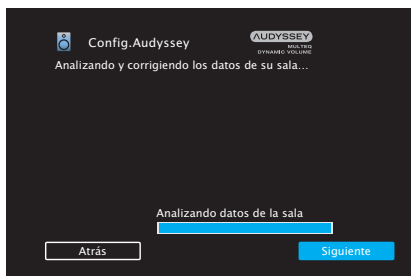 Config.Audyssey
AUDYSSEY
MULTEQ
DYNAMIC VOLUME
Analizando y corrigiendo los datos de su sala...
Analizando datos de la sala
Atrás
Siguiente